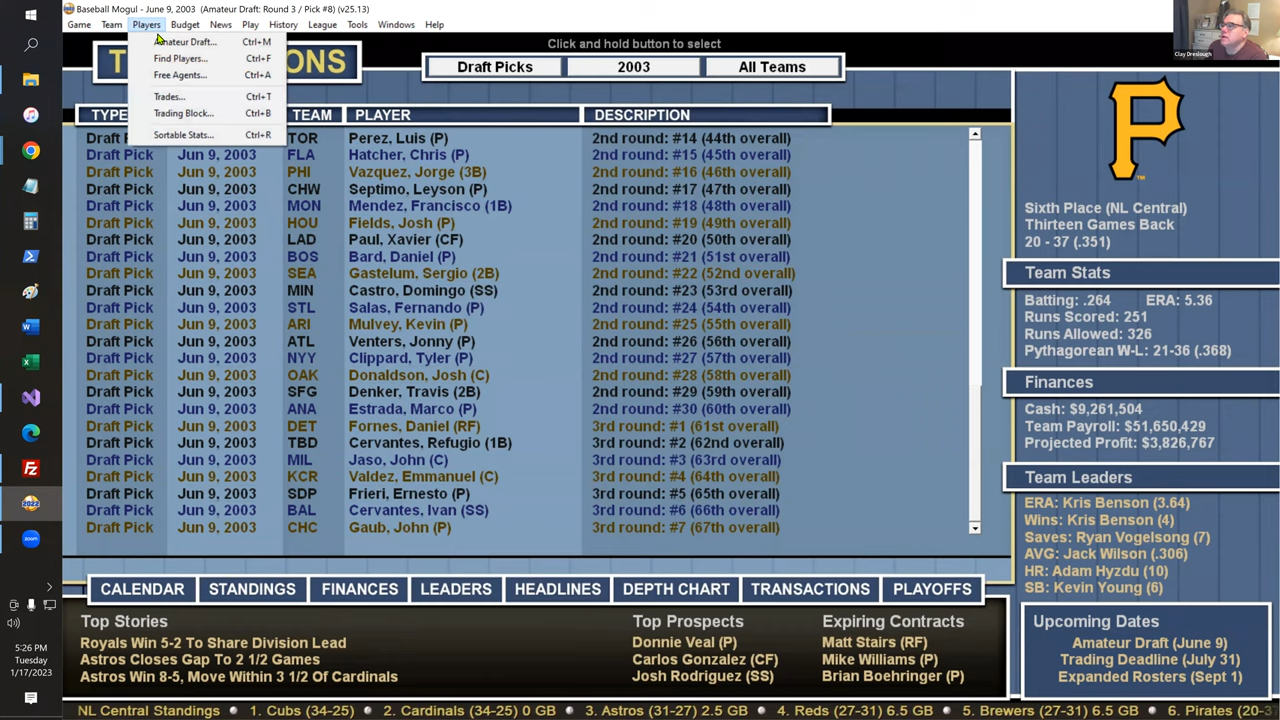 Baseball Mogul - June 9, 2003 (Amateur Draft: Round 3 / Pick #8) (v25.13)
Game Team Players Budget News Play History League Tools Windows Help
Clay Dreslough
Amateur Draft... Ctrl+M
Find Players... Ctrl+F
Free Agents... Ctrl+A
Trades... Ctrl+T
Trading Block... Ctrl+B
Sortable Stats... Ctrl+R
Click and hold button to select
Draft Picks 2003 All Teams
TEAM PLAYER DESCRIPTION
Draft Pick Jun 9, 2003 TOR Perez, Luis (P) 2nd round: #14 (44th overall)
Draft Pick Jun 9, 2003 FLA Hatcher, Chris (P) 2nd round: #15 (45th overall)
Draft Pick Jun 9, 2003 PHI Vazquez, Jorge (3B) 2nd round: #16 (46th overall)
Draft Pick Jun 9, 2003 CHW Septimo, Leyson (P) 2nd round: #17 (47th overall)
Draft Pick Jun 9, 2003 MON Mendez, Francisco (1B) 2nd round: #18 (48th overall)
Draft Pick Jun 9, 2003 HOU Fields, Josh (P) 2nd round: #19 (49th overall)
Draft Pick Jun 9, 2003 LAD Paul, Xavier (CF) 2nd round: #20 (50th overall)
Draft Pick Jun 9, 2003 BOS Bard, Daniel (P) 2nd round: #21 (51st overall)
Draft Pick Jun 9, 2003 SEA Gastelum, Sergio (2B) 2nd round: #22 (52nd overall)
Draft Pick Jun 9, 2003 MIN Castro, Domingo (SS) 2nd round: #23 (53rd overall)
Draft Pick Jun 9, 2003 STL Salas, Fernando (P) 2nd round: #24 (54th overall)
Draft Pick Jun 9, 2003 ARI Mulvey, Kevin (P) 2nd round: #25 (55th overall)
Draft Pick Jun 9, 2003 ATL Venters, Jonny (P) 2nd round: #26 (56th overall)
Draft Pick Jun 9, 2003 NYY Clippard, Tyler (P) 2nd round: #27 (57th overall)
Draft Pick Jun 9, 2003 OAK Donaldson, Josh (C) 2nd round: #28 (58th overall)
Draft Pick Jun 9, 2003 SFG Denker, Travis (2B) 2nd round: #29 (59th overall)
Draft Pick Jun 9, 2003 ANA Estrada, Marco (P) 2nd round: #30 (60th overall)
Draft Pick Jun 9, 2003 DET Fornes, Daniel (RF) 3rd round: #1 (61st overall)
Draft Pick Jun 9, 2003 TBD Cervantes, Refugio (1B) 3rd round: #2 (62nd overall)
Draft Pick Jun 9, 2003 MIL Jaso, John (C) 3rd round: #3 (63rd overall)
Draft Pick Jun 9, 2003 KCR Valdez, Emmanuel (C) 3rd round: #4 (64th overall)
Draft Pick Jun 9, 2003 SDP Frieri, Ernesto (P) 3rd round: #5 (65th overall)
Draft Pick Jun 9, 2003 BAL Cervantes, Ivan (SS) 3rd round: #6 (66th overall)
Draft Pick Jun 9, 2003 CHC Gaub, John (P) 3rd round: #7 (67th overall)
P
Sixth Place (NL Central)
Thirteen Games Back
20 - 37 (.351)
Team Stats
Batting: .264 ERA: 5.36
Runs Scored: 251
Runs Allowed: 326
Pythagorean W-L: 21-36 (.368)
Finances
Cash: $9,261,504
Team Payroll: $51,650,429
Projected Profit: $3,826,767
Team Leaders
ERA: Kris Benson (3.64)
Wins: Kris Benson (4)
Saves: Ryan Vogelsong (7)
AVG: Jack Wilson (.306)
HR: Adam Hyzdu (10)
SB: Kevin Young (6)
CALENDAR STANDINGS FINANCES LEADERS HEADLINES DEPTH CHART TRANSACTIONS PLAYOFFS
Top Stories
Royals Win 5-2 To Share Division Lead
Astros Closes Gap To 2 1/2 Games
Astros Win 8-5, Move Within 3 1/2 Of Cardinals
Top Prospects
Donnie Veal (P)
Carlos Gonzalez (CF)
Josh Rodriguez (SS)
Expiring Contracts
Matt Stairs (RF)
Mike Williams (P)
Brian Boehringer (P)
Upcoming Dates
Amateur Draft (June 9)
Trading Deadline (July 31)
Expanded Rosters (Sept 1)
NL Central Standings 1. Cubs (34-25) 2. Cardinals (34-25) 0 GB 3. Astros (31-27) 2.5 GB 4. Reds (27-31) 6.5 GB 5. Brewers (27-31) 6.5 GB 6. Pirates (20-3
5:26 PM
Tuesday
1/17/2023
2022
zoom